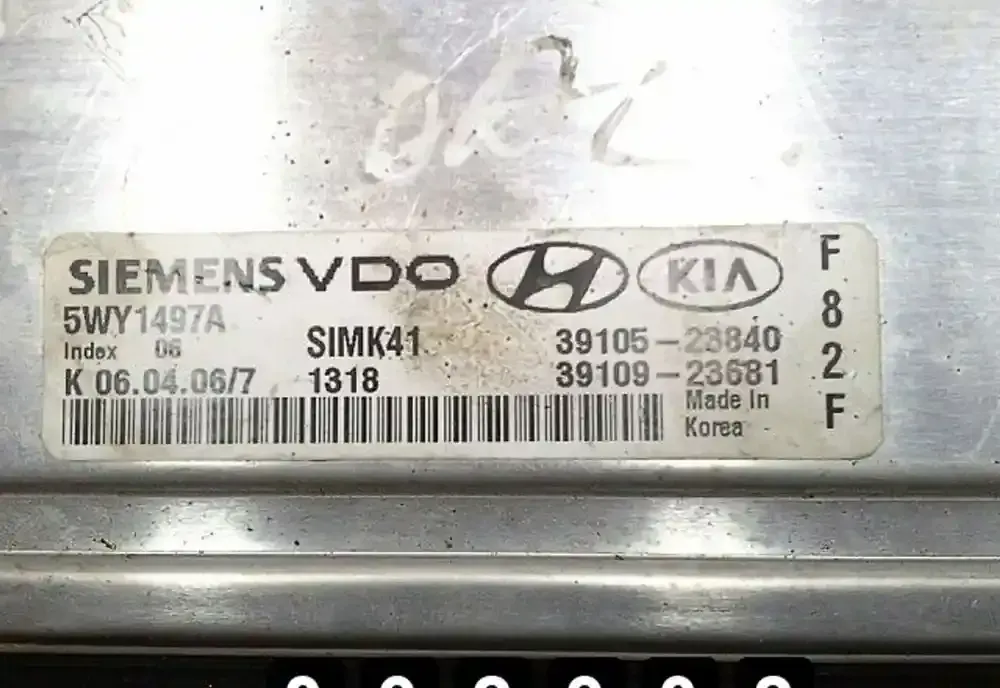 SIEMENS VDO KIA
5WY1497A
Index 06 SIMK41 39105-23840
K 06.04.06/7 1318 39109-23681
Made in
Korea
F
8
2
F